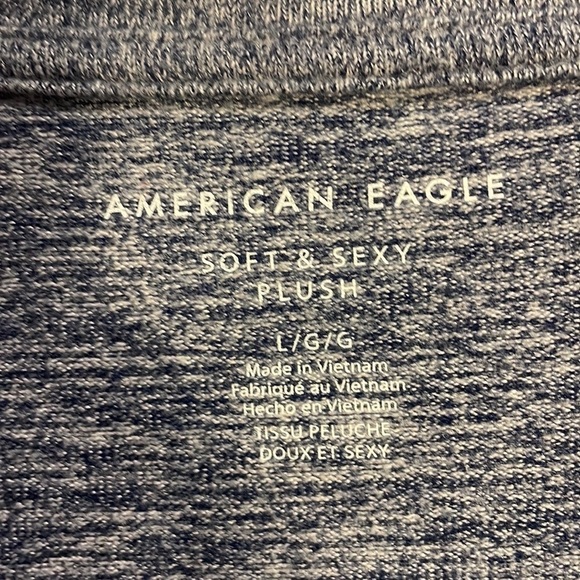 AMERICAN EAGLE
SOFT & SEXY
PLUSH
L/G/G
Made in Vietnam
Fabriqué au Vietnam
Hecho en Vietnam
TISSU PELUCHE
DOUX ET SEXY